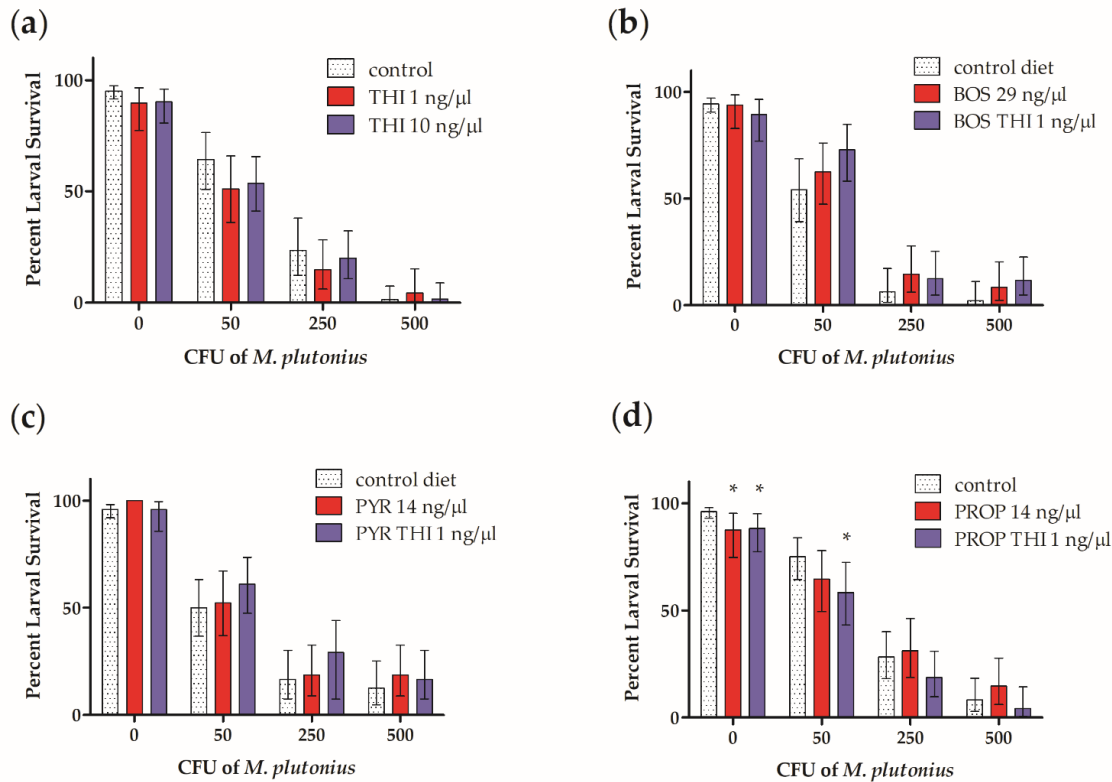 (a)
control
THI 1 ng/µl
THI 10 ng/µl
Percent Larval Survival
100
50
0
0 50 250 500
CFU of M. plutonius
(b)
control diet
BOS 29 ng/µl
BOS THI 1 ng/µl
Percent Larval Survival
100
50
0
0 50 250 500
CFU of M. plutonius
(c)
control diet
PYR 14 ng/µl
PYR THI 1 ng/µl
Percent Larval Survival
100
50
0
0 50 250 500
CFU of M. plutonius
(d)
control
PROP 14 ng/µl
PROP THI 1 ng/µl
Percent Larval Survival
100
50
0
* *
*
0 50 250 500
CFU of M. plutonius